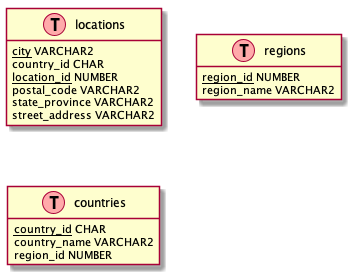 T locations
city VARCHAR2
country_id CHAR
location_id NUMBER
postal_code VARCHAR2
state_province VARCHAR2
street_address VARCHAR2
T regions
region_id NUMBER
region_name VARCHAR2
T countries
country_id CHAR
country_name VARCHAR2
region_id NUMBER